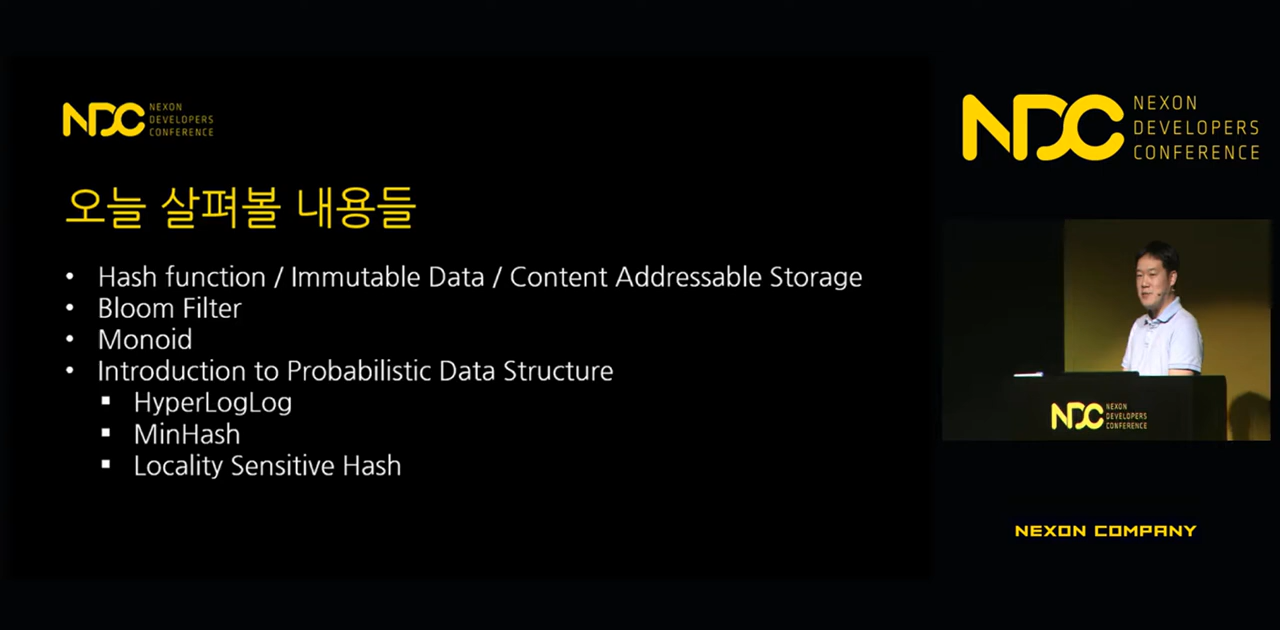 NDC NEXON
DEVELOPERS
CONFERENCE
오늘 살펴볼 내용들
• Hash function / Immutable Data / Content Addressable Storage
• Bloom Filter
• Monoid
• Introduction to Probabilistic Data Structure
▪ HyperLogLog
▪ MinHash
▪ Locality Sensitive Hash
NDC NEXON
DEVELOPERS
CONFERENCE
NDC NEXON
DEVELOPERS
CONFERENCE
NEXON COMPANY